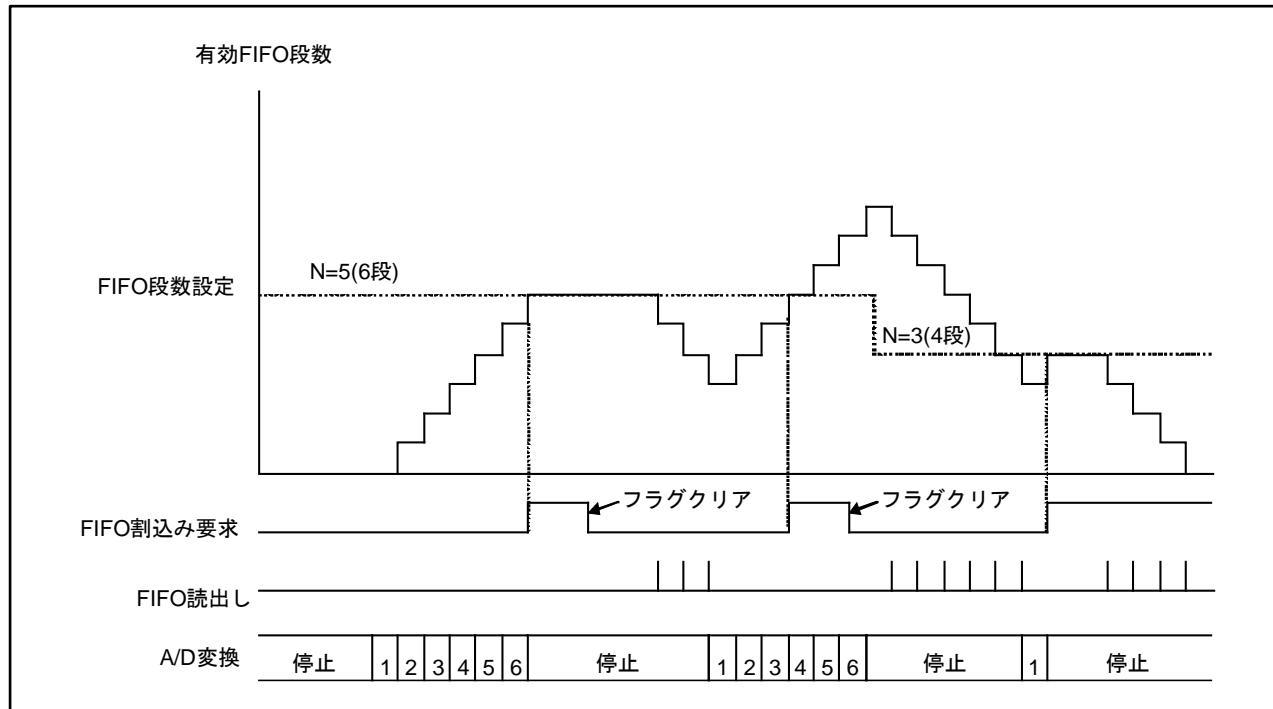 有効FIFO段数
N=5(6段)
FIFO段数設定
N=3(4段)
フラグクリア
フラグクリア
FIFO割込み要求
FIFO読出し
A/D変換
停止 1 2 3 4 5 6 停止 1 2 3 4 5 6 停止 1 停止